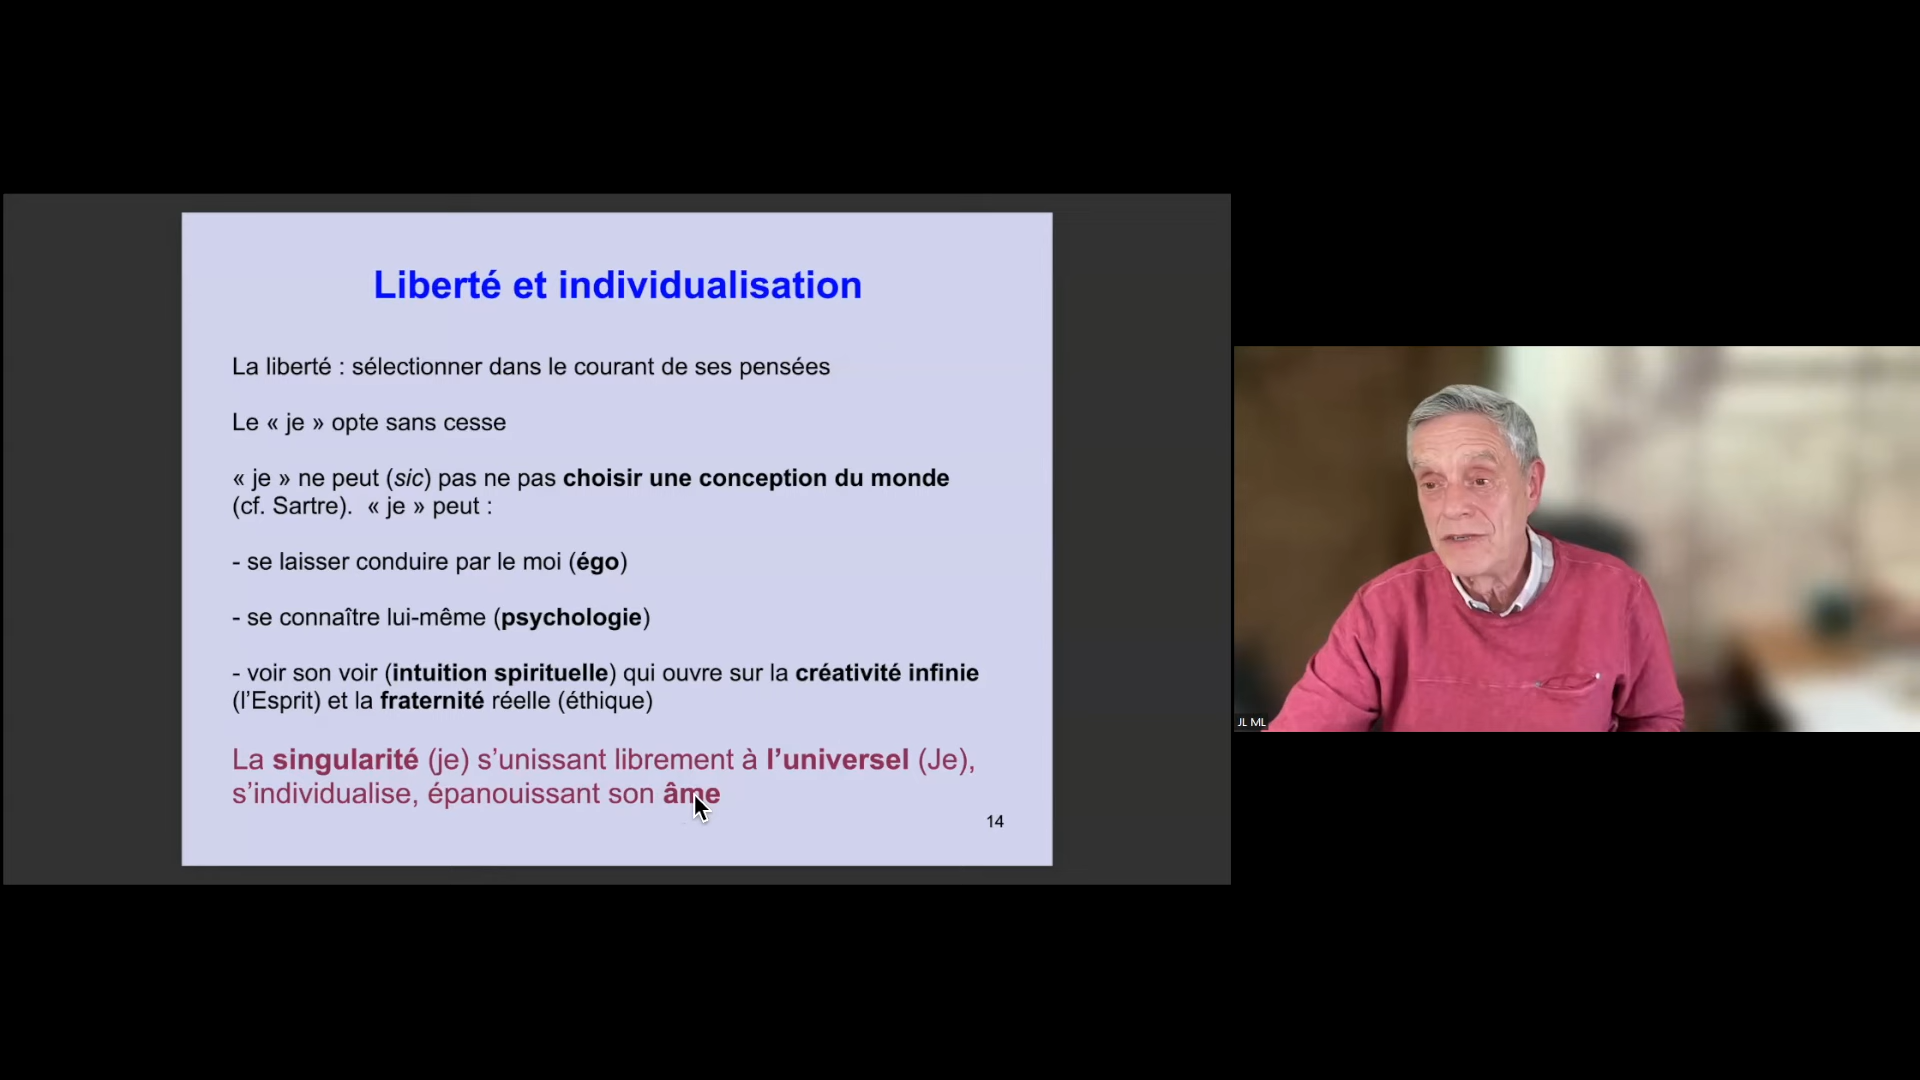 Liberté et individualisation
La liberté : sélectionner dans le courant de ses pensées
Le « je » opte sans cesse
« je » ne peut (sic) pas ne pas choisir une conception du monde
(cf. Sartre).  « je » peut :
- se laisser conduire par le moi (égo)
- se connaître lui-même (psychologie)
- voir son voir (intuition spirituelle) qui ouvre sur la créativité infinie
(l’Esprit) et la fraternité réelle (éthique)
La singularité (je) s’unissant librement à l’universel (Je),
s’individualise, épanouissant son âme
14
JL ML